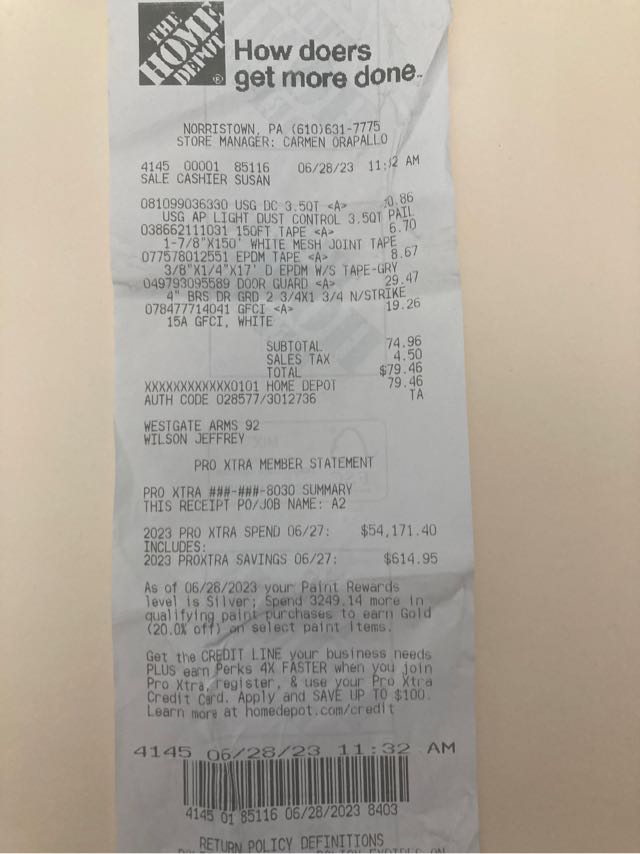 THE
HOME
DEPOT
®
How doers
get more done™
NORRISTOWN, PA (610)631-7775
STORE MANAGER: CARMEN ORAPALLO
4145 00001 85116 06/28/23 11:32 AM
SALE CASHIER SUSAN
081099036330 USG DC 3.5QT <A> 10.86
USG AP LIGHT DUST CONTROL 3.5QT PAIL
038662111031 150FT TAPE <A> 6.70
1-7/8"X150' WHITE MESH JOINT TAPE
077578012551 EPDM TAPE <A> 8.67
3/8"X1/4"X17' D EPDM W/S TAPE-GRY
049793095589 DOOR GUARD <A> 29.47
4" BRS DR GRD 2 3/4X1 3/4 N/STRIKE
078477714041 GFCI <A> 19.26
15A GFCI, WHITE
SUBTOTAL 74.96
SALES TAX 4.50
TOTAL $79.46
XXXXXXXXXXXX0101 HOME DEPOT 79.46
AUTH CODE 028577/3012736 TA
WESTGATE ARMS 92
WILSON JEFFREY
PRO XTRA MEMBER STATEMENT
PRO XTRA ###-###-8030 SUMMARY
THIS RECEIPT PO/JOB NAME: A2
2023 PRO XTRA SPEND 06/27: $54,171.40
INCLUDES:
2023 PROXTRA SAVINGS 06/27: $614.95
As of 06/28/2023 your Paint Rewards
level is Silver; Spend 3249.14 more in
qualifying paint purchases to earn Gold
(20.0% off) on select paint items.
Get the CREDIT LINE your business needs
PLUS earn Perks 4X FASTER when you join
Pro Xtra, register, & use your Pro Xtra
Credit Card. Apply and SAVE UP TO $100.
Learn more at homedepot.com/credit
4145 06/28/23 11:32 AM
4145 01 85116 06/28/2023 8403
RETURN POLICY DEFINITIONS